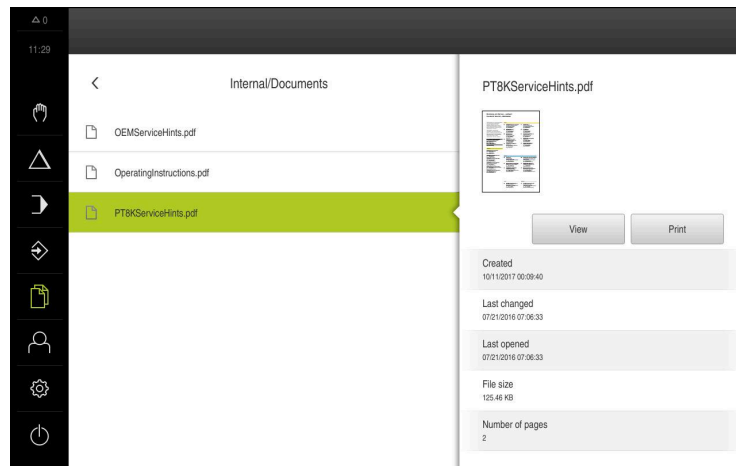 0
11:29
Internal/Documents
OEMServiceHints.pdf
OperatingInstructions.pdf
PT8KServiceHints.pdf
PT8KServiceHints.pdf
View
Print
Created
10/11/2017 00:09:40
Last changed
07/21/2016 07:06:33
Last opened
07/21/2016 07:06:33
File size
125.46 KB
Number of pages
2